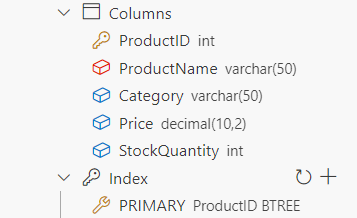 Columns
ProductID int
ProductName varchar(50)
Category varchar(50)
Price decimal(10,2)
StockQuantity int
Index
PRIMARY ProductID BTREE